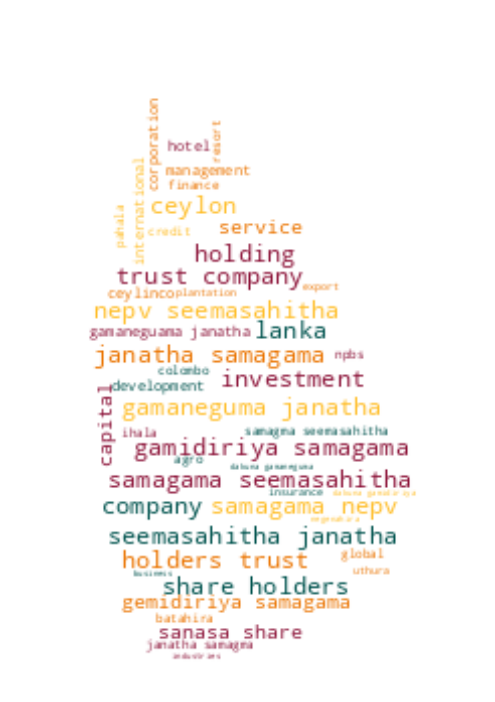 corporation
resort
hotel
international
management
finance
pahala
ceylon
credit
service
holding
trust company
export
ceylinco
plantation
nepv seemasahitha
gamaneguama janatha
lanka
janatha samagama
npbs
colombo
development
investment
capital
gamaneguma janatha
ihala
samagma seemasahitha
gamidiriya samagama
agro
dakuna gamaneguma
samagama seemasahitha
insurance
dakuna gamidiriya
company
samagama nepv
seemasahitha janatha
holders trust
global
uthura
business
share holders
gemidiriya samagama
batahira
sanasa share
janatha samagma
industries